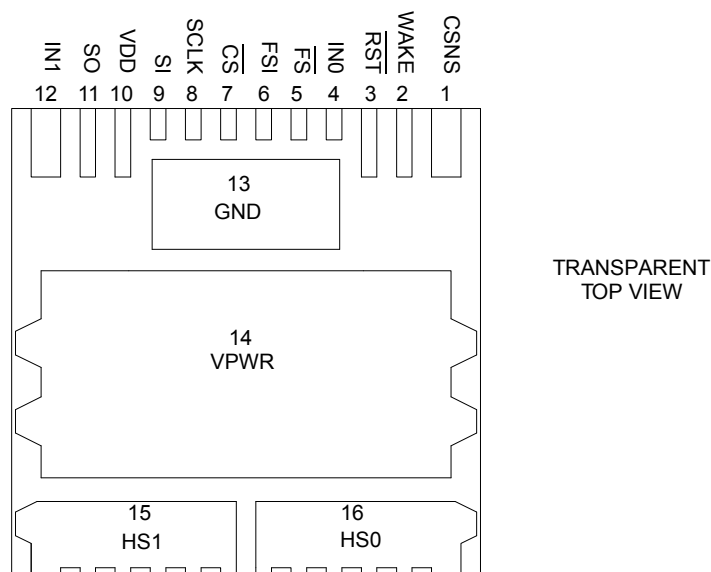 IN1 SO VDD SI SCLK CS FSI FS IN0 RST WAKE CSNS
12 11 10 9 8 7 6 5 4 3 2 1
13
GND
TRANSPARENT
TOP VIEW
14
VPWR
15 16
HS1 HS0